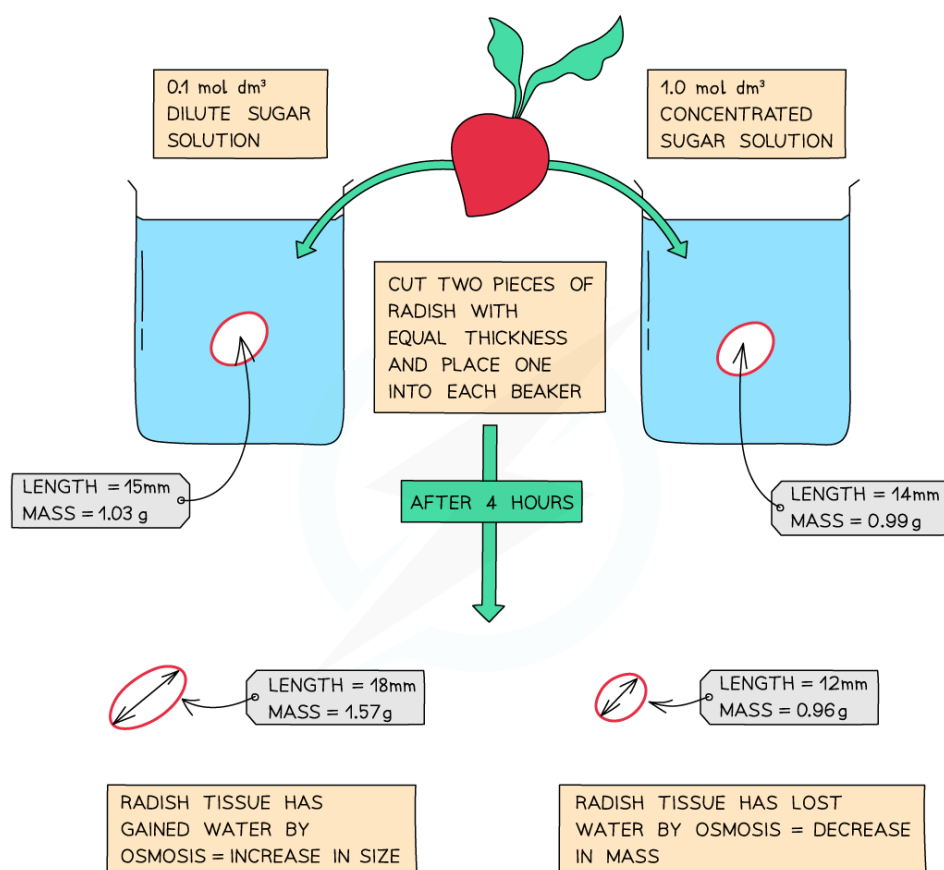 0.1 mol dm³
DILUTE SUGAR
SOLUTION
1.0 mol dm³
CONCENTRATED
SUGAR SOLUTION
CUT TWO PIECES OF
RADISH WITH
EQUAL THICKNESS
AND PLACE ONE
INTO EACH BEAKER
LENGTH = 15mm
MASS = 1.03 g
LENGTH = 14mm
MASS = 0.99 g
AFTER 4 HOURS
LENGTH = 18mm
MASS = 1.57 g
LENGTH = 12mm
MASS = 0.96 g
RADISH TISSUE HAS
GAINED WATER BY
OSMOSIS = INCREASE IN SIZE
RADISH TISSUE HAS LOST
WATER BY OSMOSIS = DECREASE
IN MASS